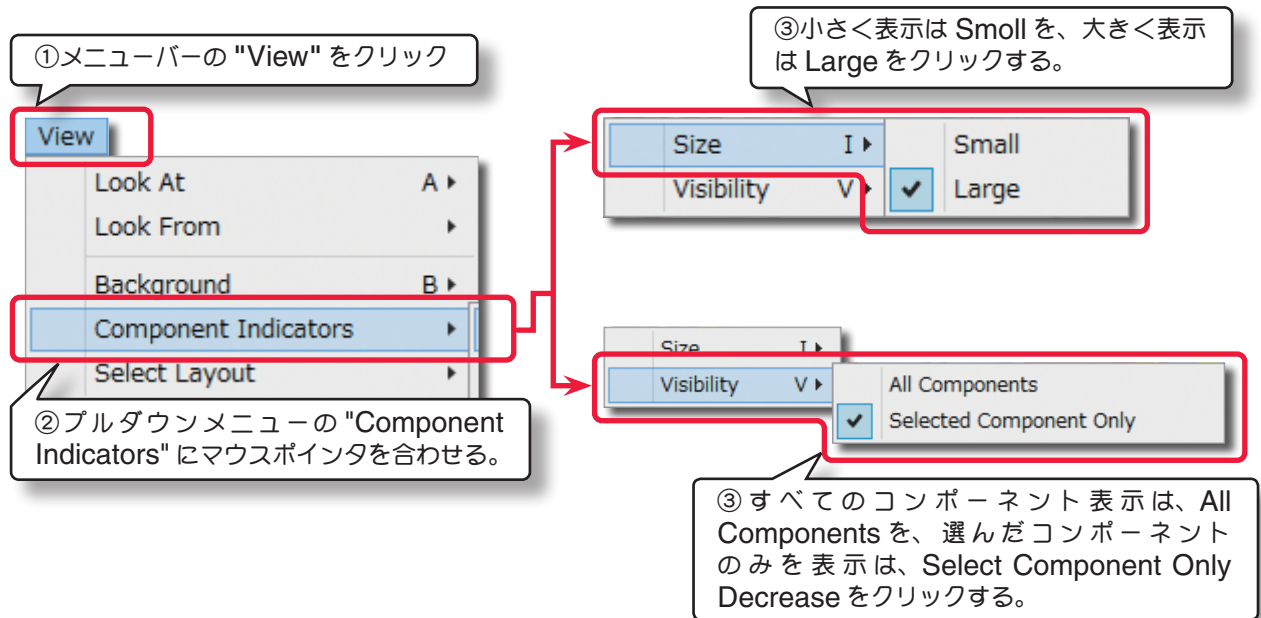 ①メニューバーの "View" をクリック
View
Look At A
Look From
Background B
Component Indicators
Select Layout
②プルダウンメニューの "Component
Indicators" にマウスポインタを合わせる。
③小さく表示は Smoll を、大きく表示
は Large をクリックする。
Size I
Visibility V
Small
Large
Size I
Visibility V
All Components
Selected Component Only
③すべてのコンポーネント表示は、All
Components を、選んだコンポーネント
のみを表示は、Select Component Only
Decrease をクリックする。